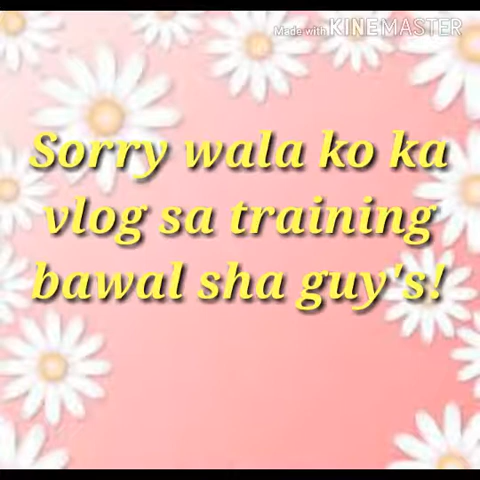 Made with KINEMASTER
Sorry wala ko ka
vlog sa training
bawal sha guy's!